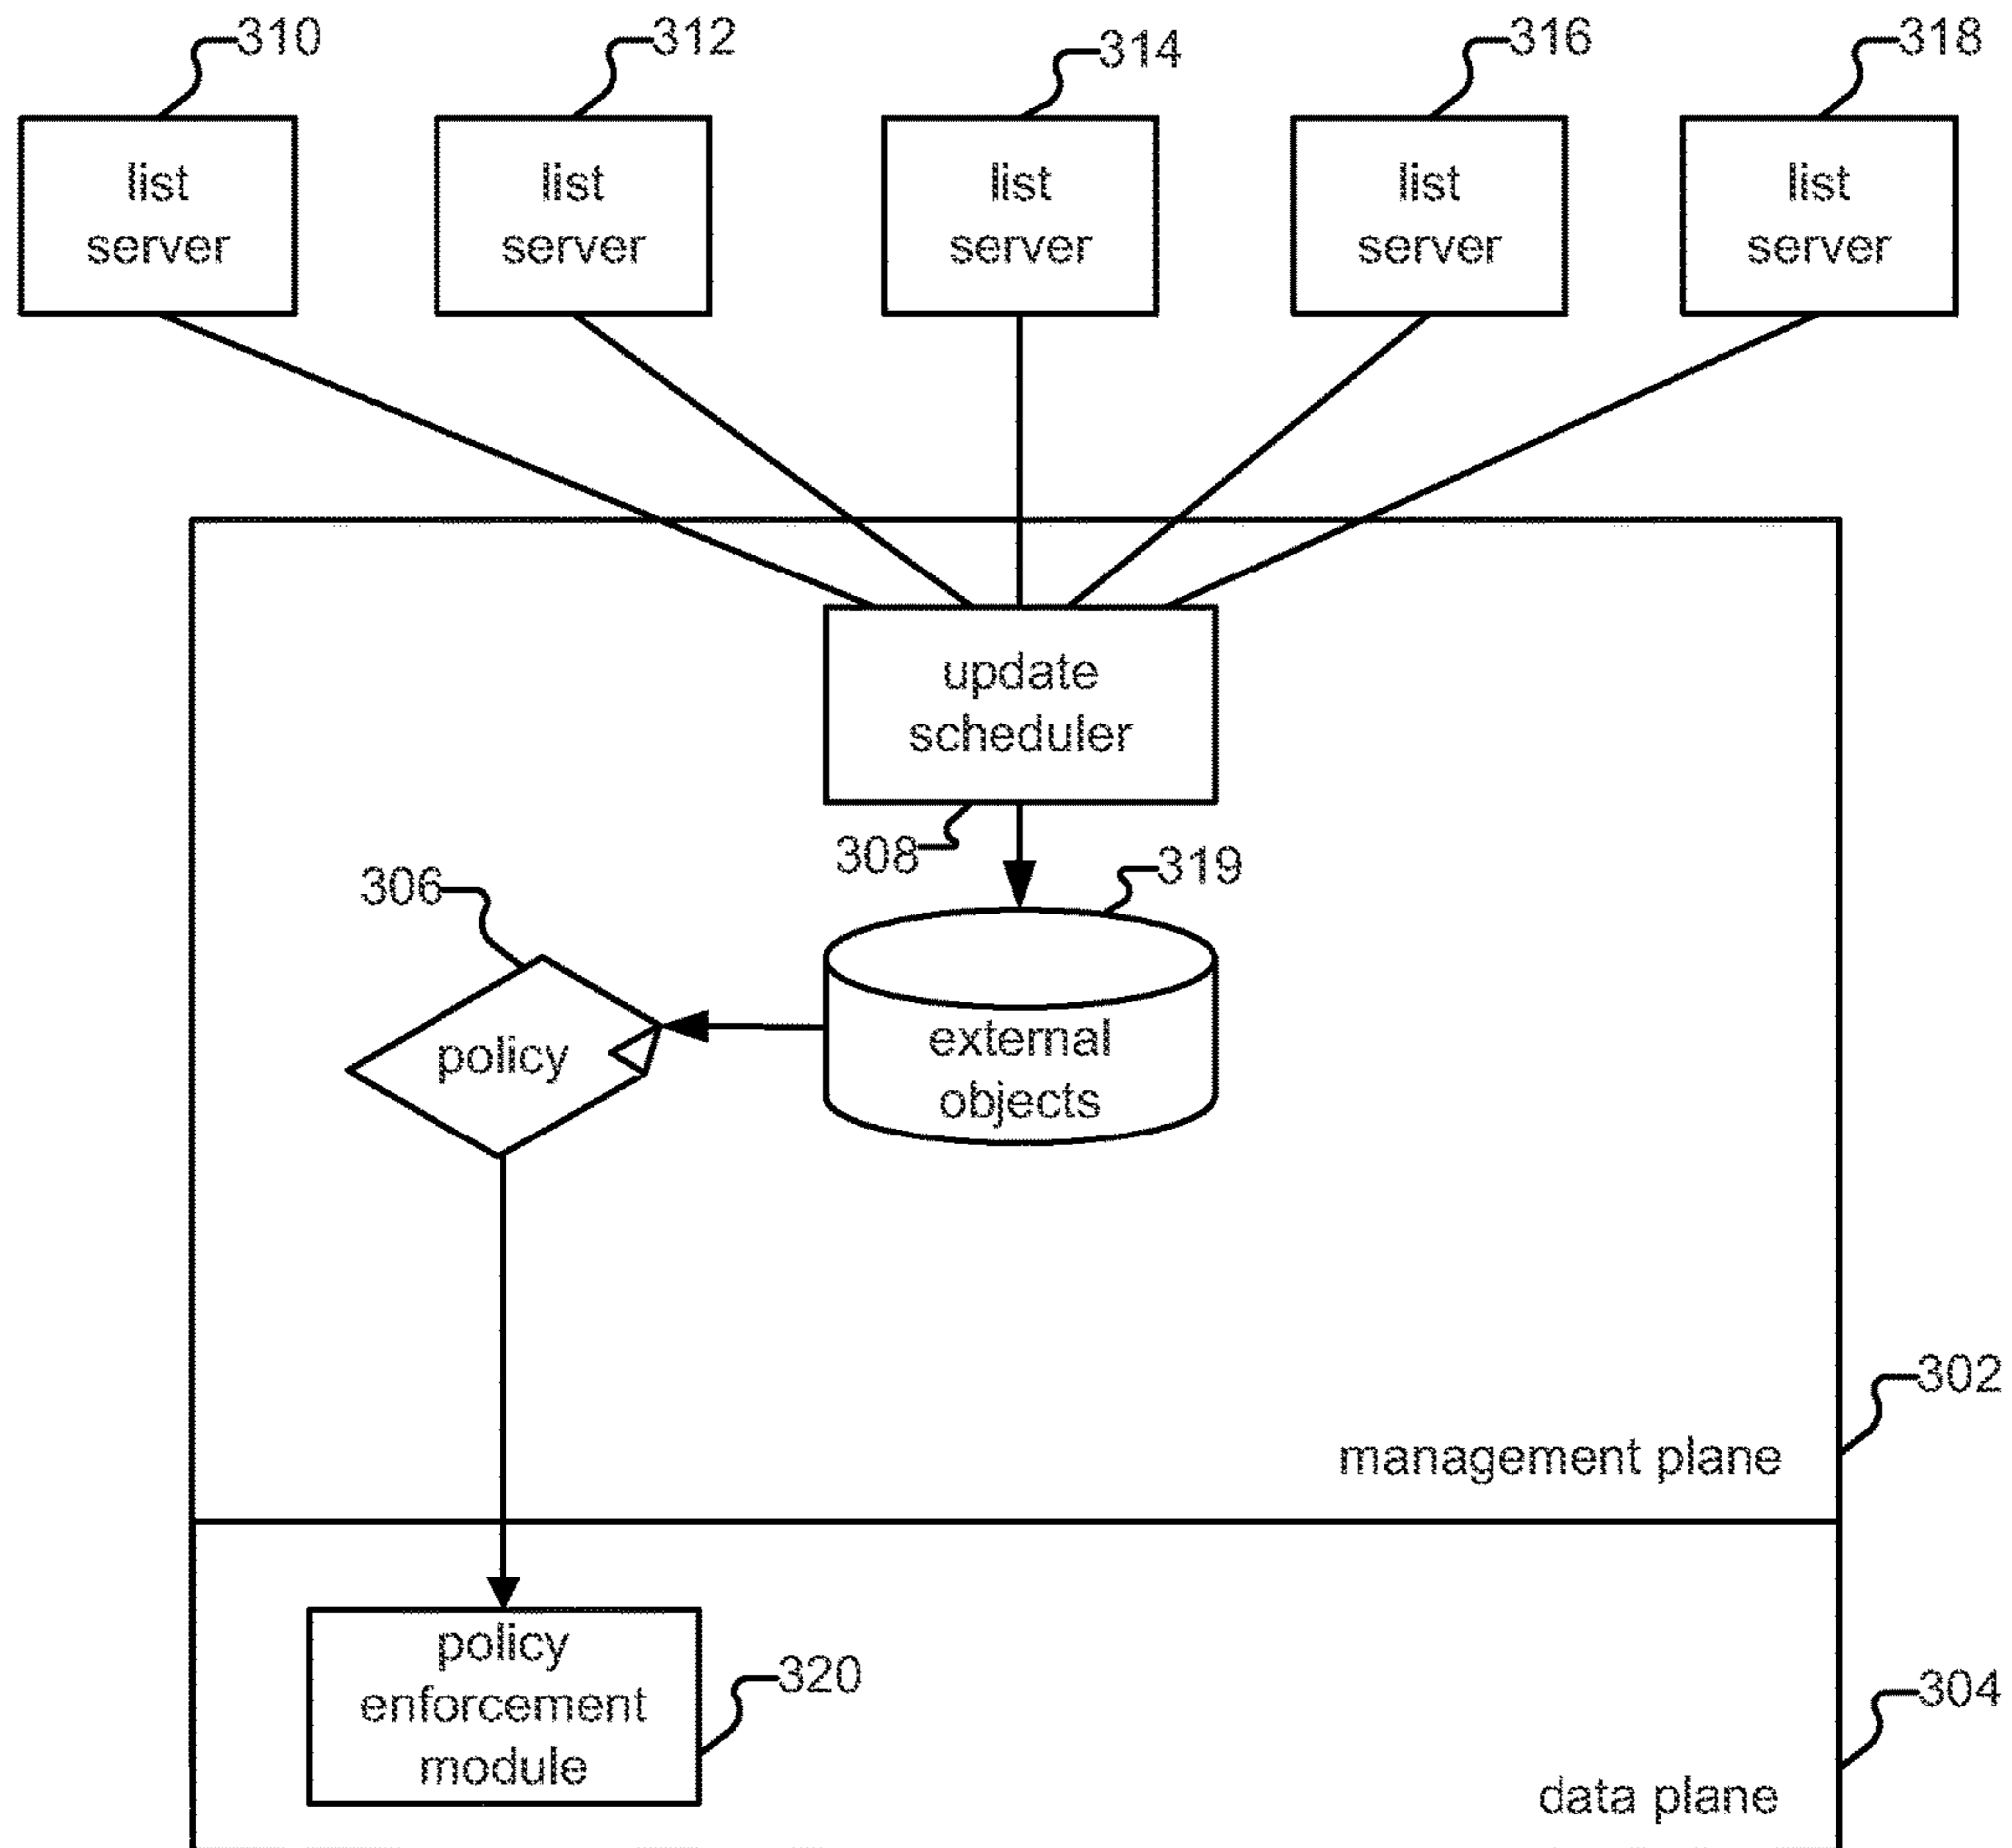 310
312
314
316
318
list
server
list
server
list
server
list
server
list
server
update
scheduler
308
319
306
policy
external
objects
302
management plane
policy
enforcement
module
320
304
data plane